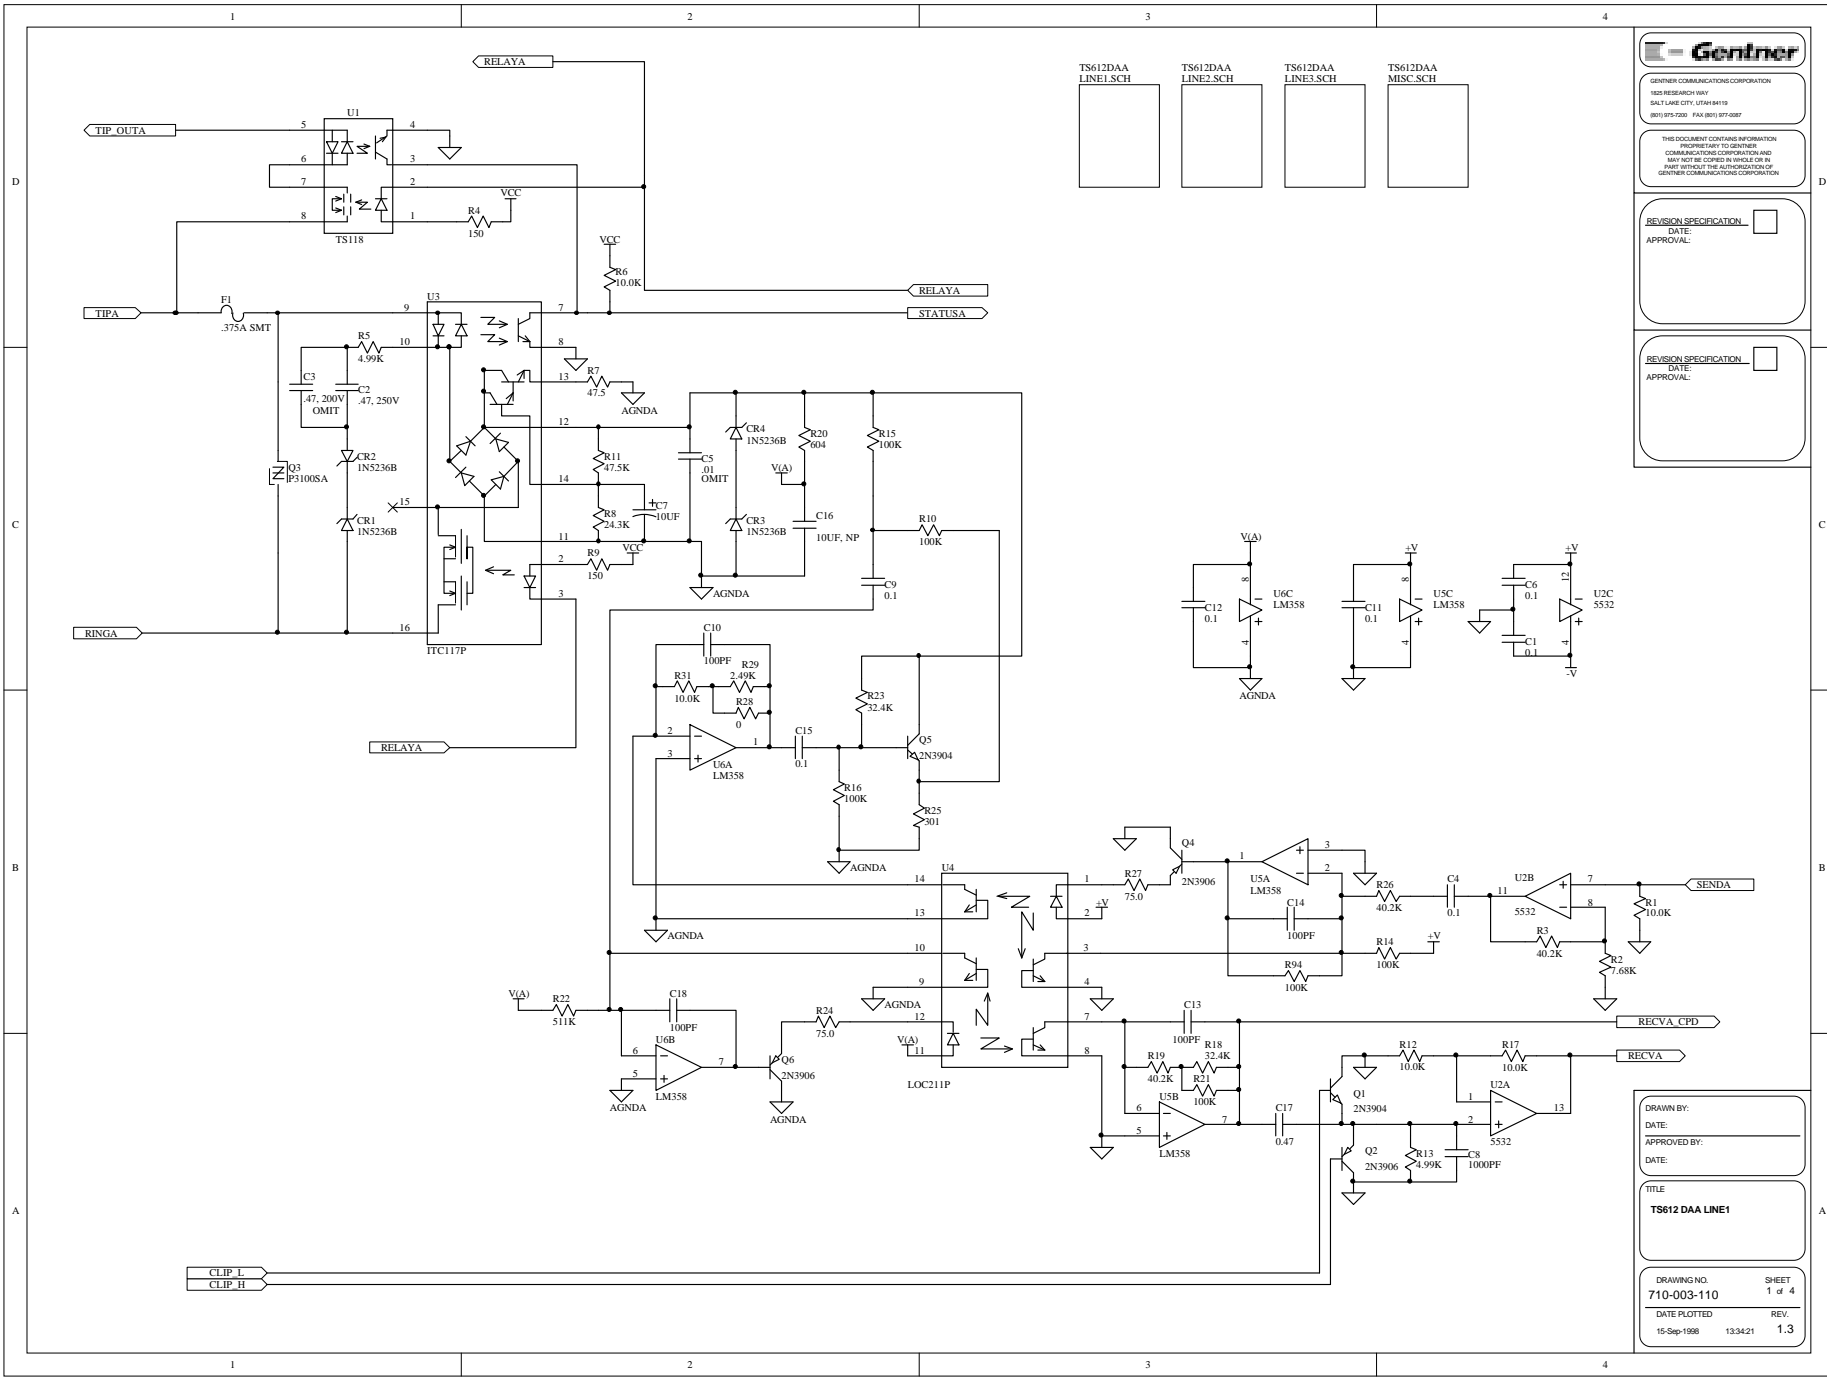 1 2 3 4
D C B A
RELAYA
U1
TIP_OUTA
5 4
6 3
7 2
8 1
TS118
R4
150
VCC
VCC
R6
10.0K
RELAYA
STATUSA
TIPA
F1
.375A SMT
U3
9 7
10 8
13
12
14
15
11
2
3
16
ITC117P
R5
4.99K
C3
.47, 200V
OMIT
C2
.47, 250V
CR2
1N5236B
CR1
1N5236B
Q3
P3100SA
RINGA
RELAYA
R7
47.5
AGNDA
R11
47.5K
R8
24.3K
C7
10UF
+
R9
150
VCC
C5
.01
OMIT
CR4
1N5236B
CR3
1N5236B
R20
604
V(A)
C16
10UF, NP
AGNDA
R15
100K
R10
100K
C9
0.1
C10
100PF
R31
10.0K
R29
2.49K
R28
0
2
3
1
U6A
LM358
C15
0.1
R23
32.4K
Q5
2N3904
R16
100K
R25
301
AGNDA
TS612DAA
LINE1.SCH
TS612DAA
LINE2.SCH
TS612DAA
LINE3.SCH
TS612DAA
MISC.SCH
V(A)
C12
0.1
8
4
U6C
LM358
AGNDA
+V
C11
0.1
8
4
U5C
LM358
+V
C6
0.1
C1
0.1
12
4
U2C
5532
-V
U4
14 1
13 2
10 3
9 4
12 7
11 8
LOC211P
AGNDA
AGNDA
V(A)
+V
R27
75.0
Q4
2N3906
1
3
2
U5A
LM358
C14
100PF
R94
100K
R26
40.2K
C4
0.1
R14
100K
+V
11
7
8
U2B
5532
SENDA
R1
10.0K
R3
40.2K
R2
7.68K
V(A)
R22
511K
C18
100PF
U6B
6
5
7
LM358
AGNDA
R24
75.0
Q6
2N3906
AGNDA
C13
100PF
R19
40.2K
R18
32.4K
R21
100K
U5B
6
5
7
LM358
C17
0.47
RECVA_CPD
RECVA
R12
10.0K
R17
10.0K
Q1
2N3904
Q2
2N3906
R13
4.99K
C8
1000PF
U2A
1
2
13
5532
CLIP_L
CLIP_H
Gentner
GENTNER COMMUNICATIONS CORPORATION
1825 RESEARCH WAY
SALT LAKE CITY, UTAH 84119
(801) 975-7200 FAX (801) 977-0087
THIS DOCUMENT CONTAINS INFORMATION
PROPRIETARY TO GENTNER
COMMUNICATIONS CORPORATION AND
MAY NOT BE COPIED IN WHOLE OR IN
PART WITHOUT THE AUTHORIZATION OF
GENTNER COMMUNICATIONS CORPORATION
REVISION SPECIFICATION
DATE:
APPROVAL:
REVISION SPECIFICATION
DATE:
APPROVAL:
DRAWN BY:
DATE:
APPROVED BY:
DATE:
TITLE
TS612 DAA LINE1
DRAWING NO. SHEET
710-003-110 1 of 4
DATE PLOTTED REV.
15-Sep-1998 13:34:21 1.3
D C B A
1 2 3 4